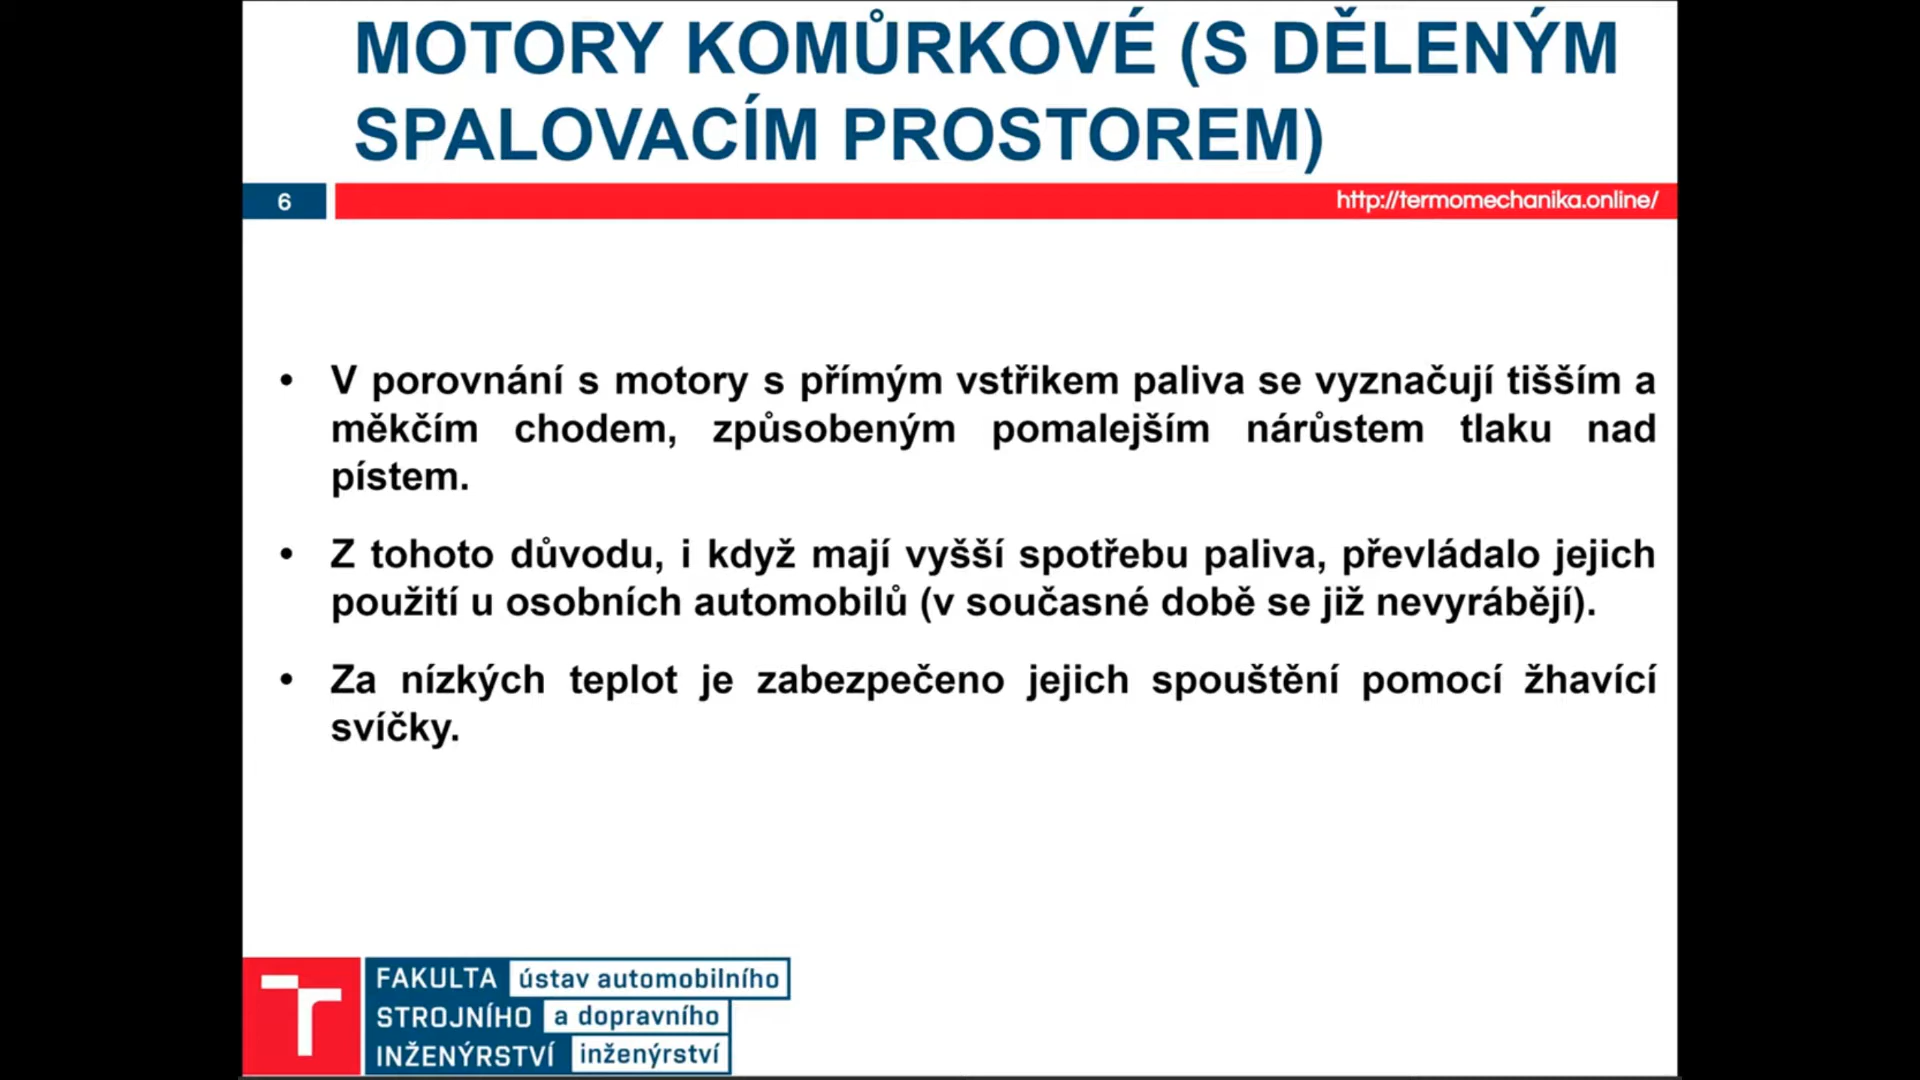 MOTORY KOMŮRKOVÉ (S DĚLENÝM
SPALOVACÍM PROSTOREM)
6
http://termomechanika.online/
• V porovnání s motory s přímým vstřikem paliva se vyznačují tišším a
měkčím chodem, způsobeným pomalejším nárůstem tlaku nad
pístem.
• Z tohoto důvodu, i když mají vyšší spotřebu paliva, převládalo jejich
použití u osobních automobilů (v současné době se již nevyrábějí).
• Za nízkých teplot je zabezpečeno jejich spouštění pomocí žhavící
svíčky.
FAKULTA ústav automobilního
STROJNÍHO a dopravního
INŽENÝRSTVÍ inženýrství